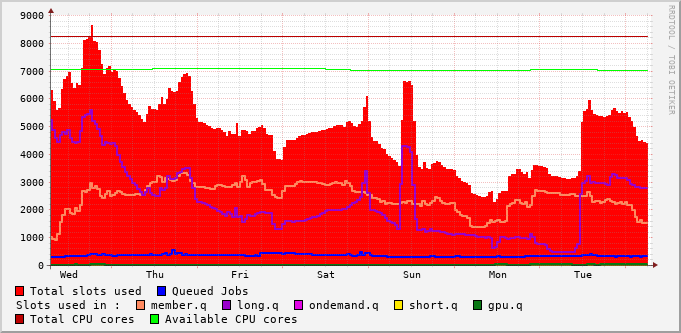 9000
8000
7000
6000
5000
4000
3000
2000
1000
0
Wed Thu Fri Sat Sun Mon Tue
Total slots used Queued Jobs
Slots used in : member.q long.q ondemand.q short.q gpu.q
Total CPU cores Available CPU cores
RRDTOOL / TOBI OETIKER